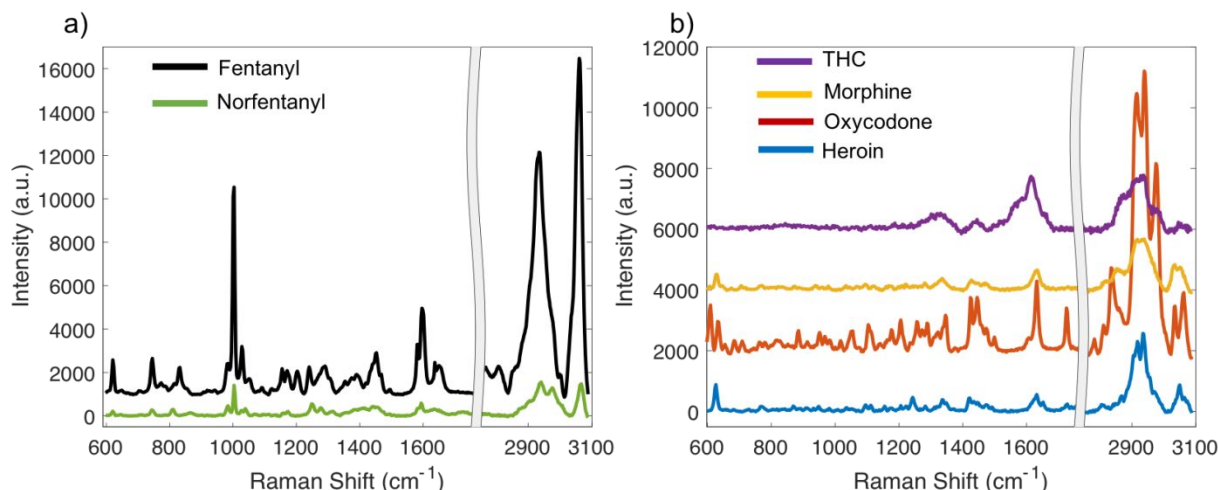 a)
Fentanyl
Norfentanyl
16000
14000
12000
10000
8000
6000
4000
2000
0
Intensity (a.u.)
600 1000 1200 1400 1600 2900 3100
Raman Shift (cm-1)
b)
THC
Morphine
Oxycodone
Heroin
12000
10000
8000
6000
4000
2000
0
Intensity (a.u.)
600 1000 1200 1400 1600 2900 3100
Raman Shift (cm-1)